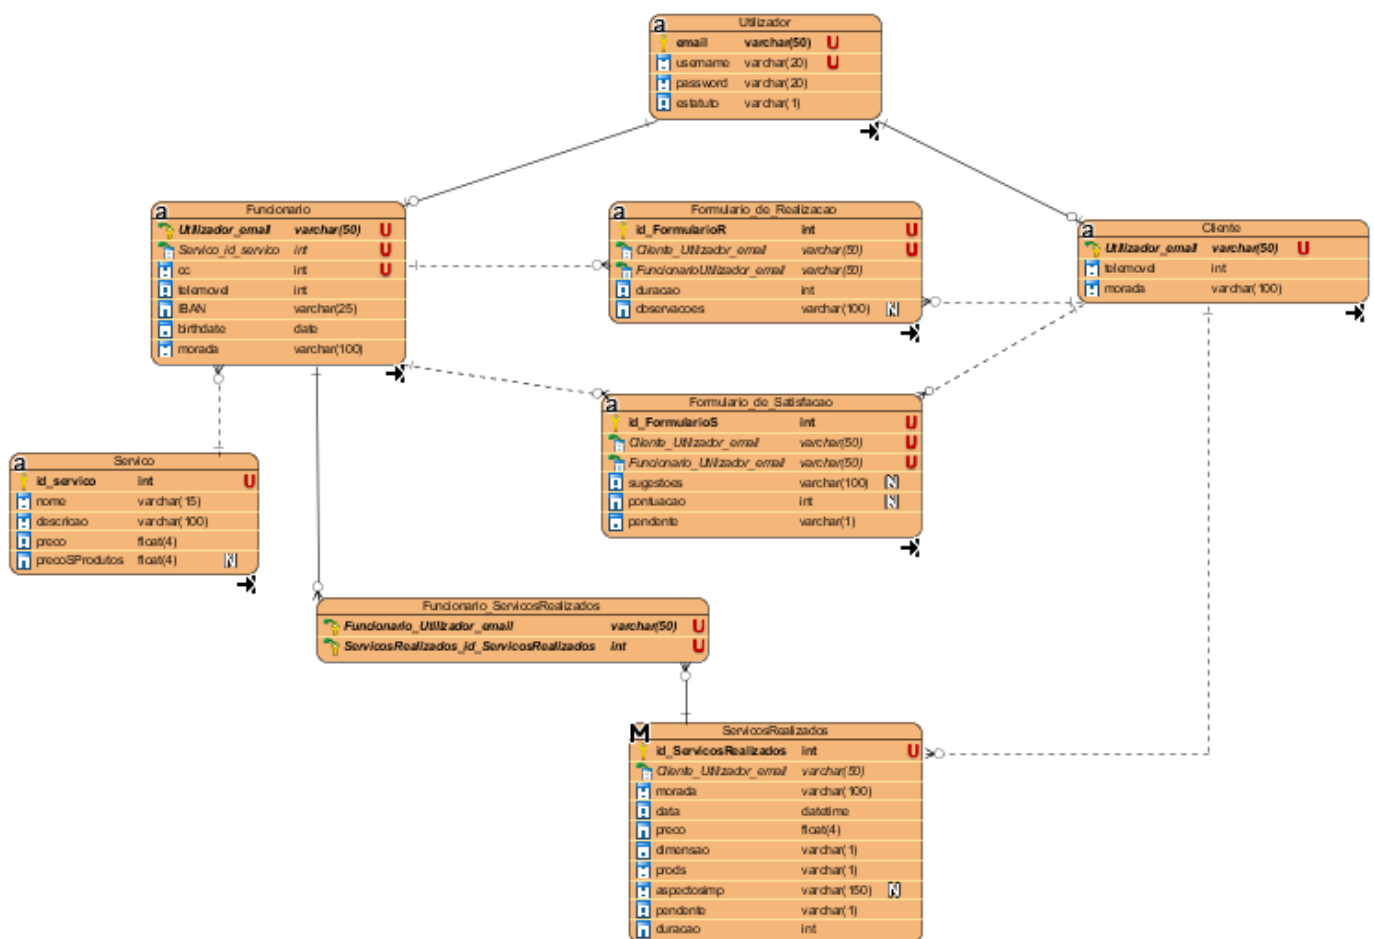 a
Utilizador
email varchar(50) U
username varchar(20) U
password varchar(20)
estatuto varchar(1)
a
Funcionario
Utilizador_email varchar(50) U
Servico_id_servico int U
cc int U
telemovel int
IBAN varchar(25)
birthdate date
morada varchar(100)
a
Formulario_de_Realizacao
id_FormularioR int U
Cliente_Utilizador_email varchar(50) U
FuncionarioUtilizador_email varchar(50)
duracao int
observacoes varchar(100) N
a
Cliente
Utilizador_email varchar(50) U
telemovel int
morada varchar(100)
a
Formulario_de_Satisfacao
id_FormularioS int U
Cliente_Utilizador_email varchar(50) U
Funcionario_Utilizador_email varchar(50) U
sugestoes varchar(100) N
pontuacao int N
pendente varchar(1)
a
Servico
id_servico int U
nome varchar(15)
descricao varchar(100)
preco float(4)
precoSProdutos float(4) N
Funcionario_ServicosRealizados
Funcionario_Utilizador_email varchar(50) U
ServicosRealizados_id_ServicosRealizados int U
M
ServicosRealizados
id_ServicosRealizados int U
Cliente_Utilizador_email varchar(50)
morada varchar(100)
data datetime
preco float(4)
dimensao varchar(1)
prods varchar(1)
aspectosimp varchar(150) N
pendente varchar(1)
duracao int